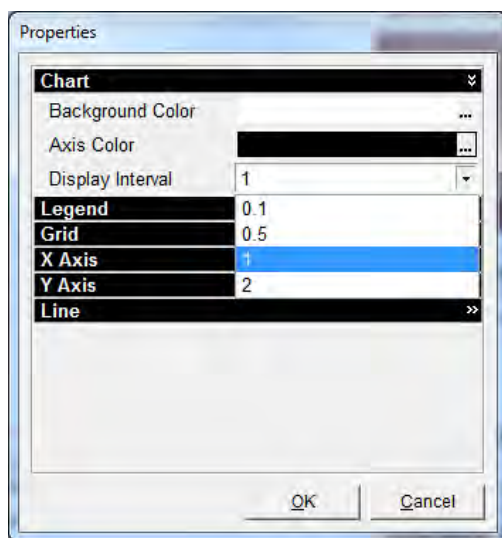 Properties
Chart
Background Color ...
Axis Color ...
Display Interval 1
Legend 0.1
Grid 0.5
X Axis 1
Y Axis 2
Line
OK Cancel